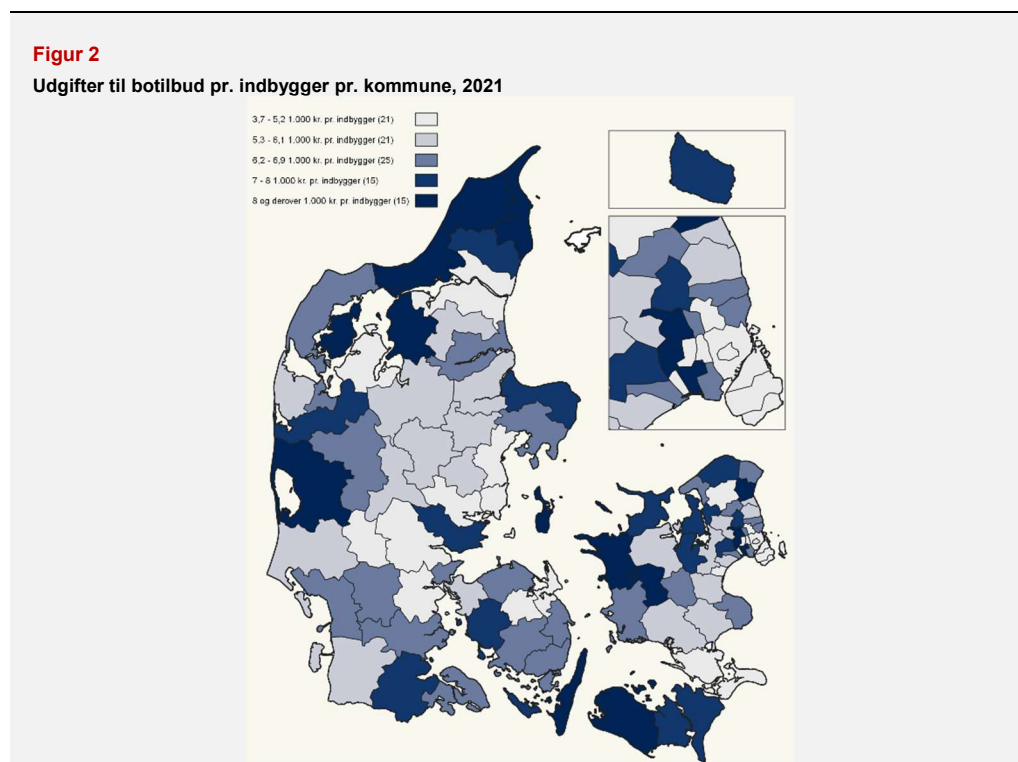 Figur 2
Udgifter til botilbud pr. indbygger pr. kommune, 2021
3,7 - 5,2 1.000 kr. pr. indbygger (21)
5,3 - 6,1 1.000 kr. pr. indbygger (21)
6,2 - 6,9 1.000 kr. pr. indbygger (25)
7 - 8 1.000 kr. pr. indbygger (15)
8 og derover 1.000 kr. pr. indbygger (15)